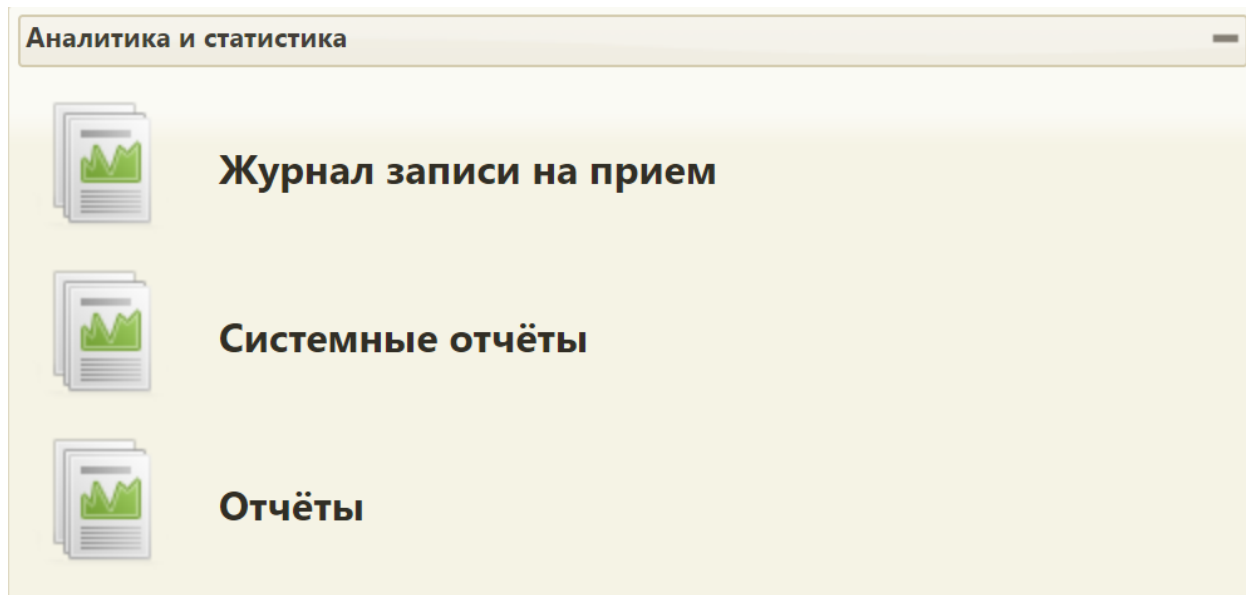 Аналитика и статистика
Журнал записи на прием
Системные отчёты
Отчёты